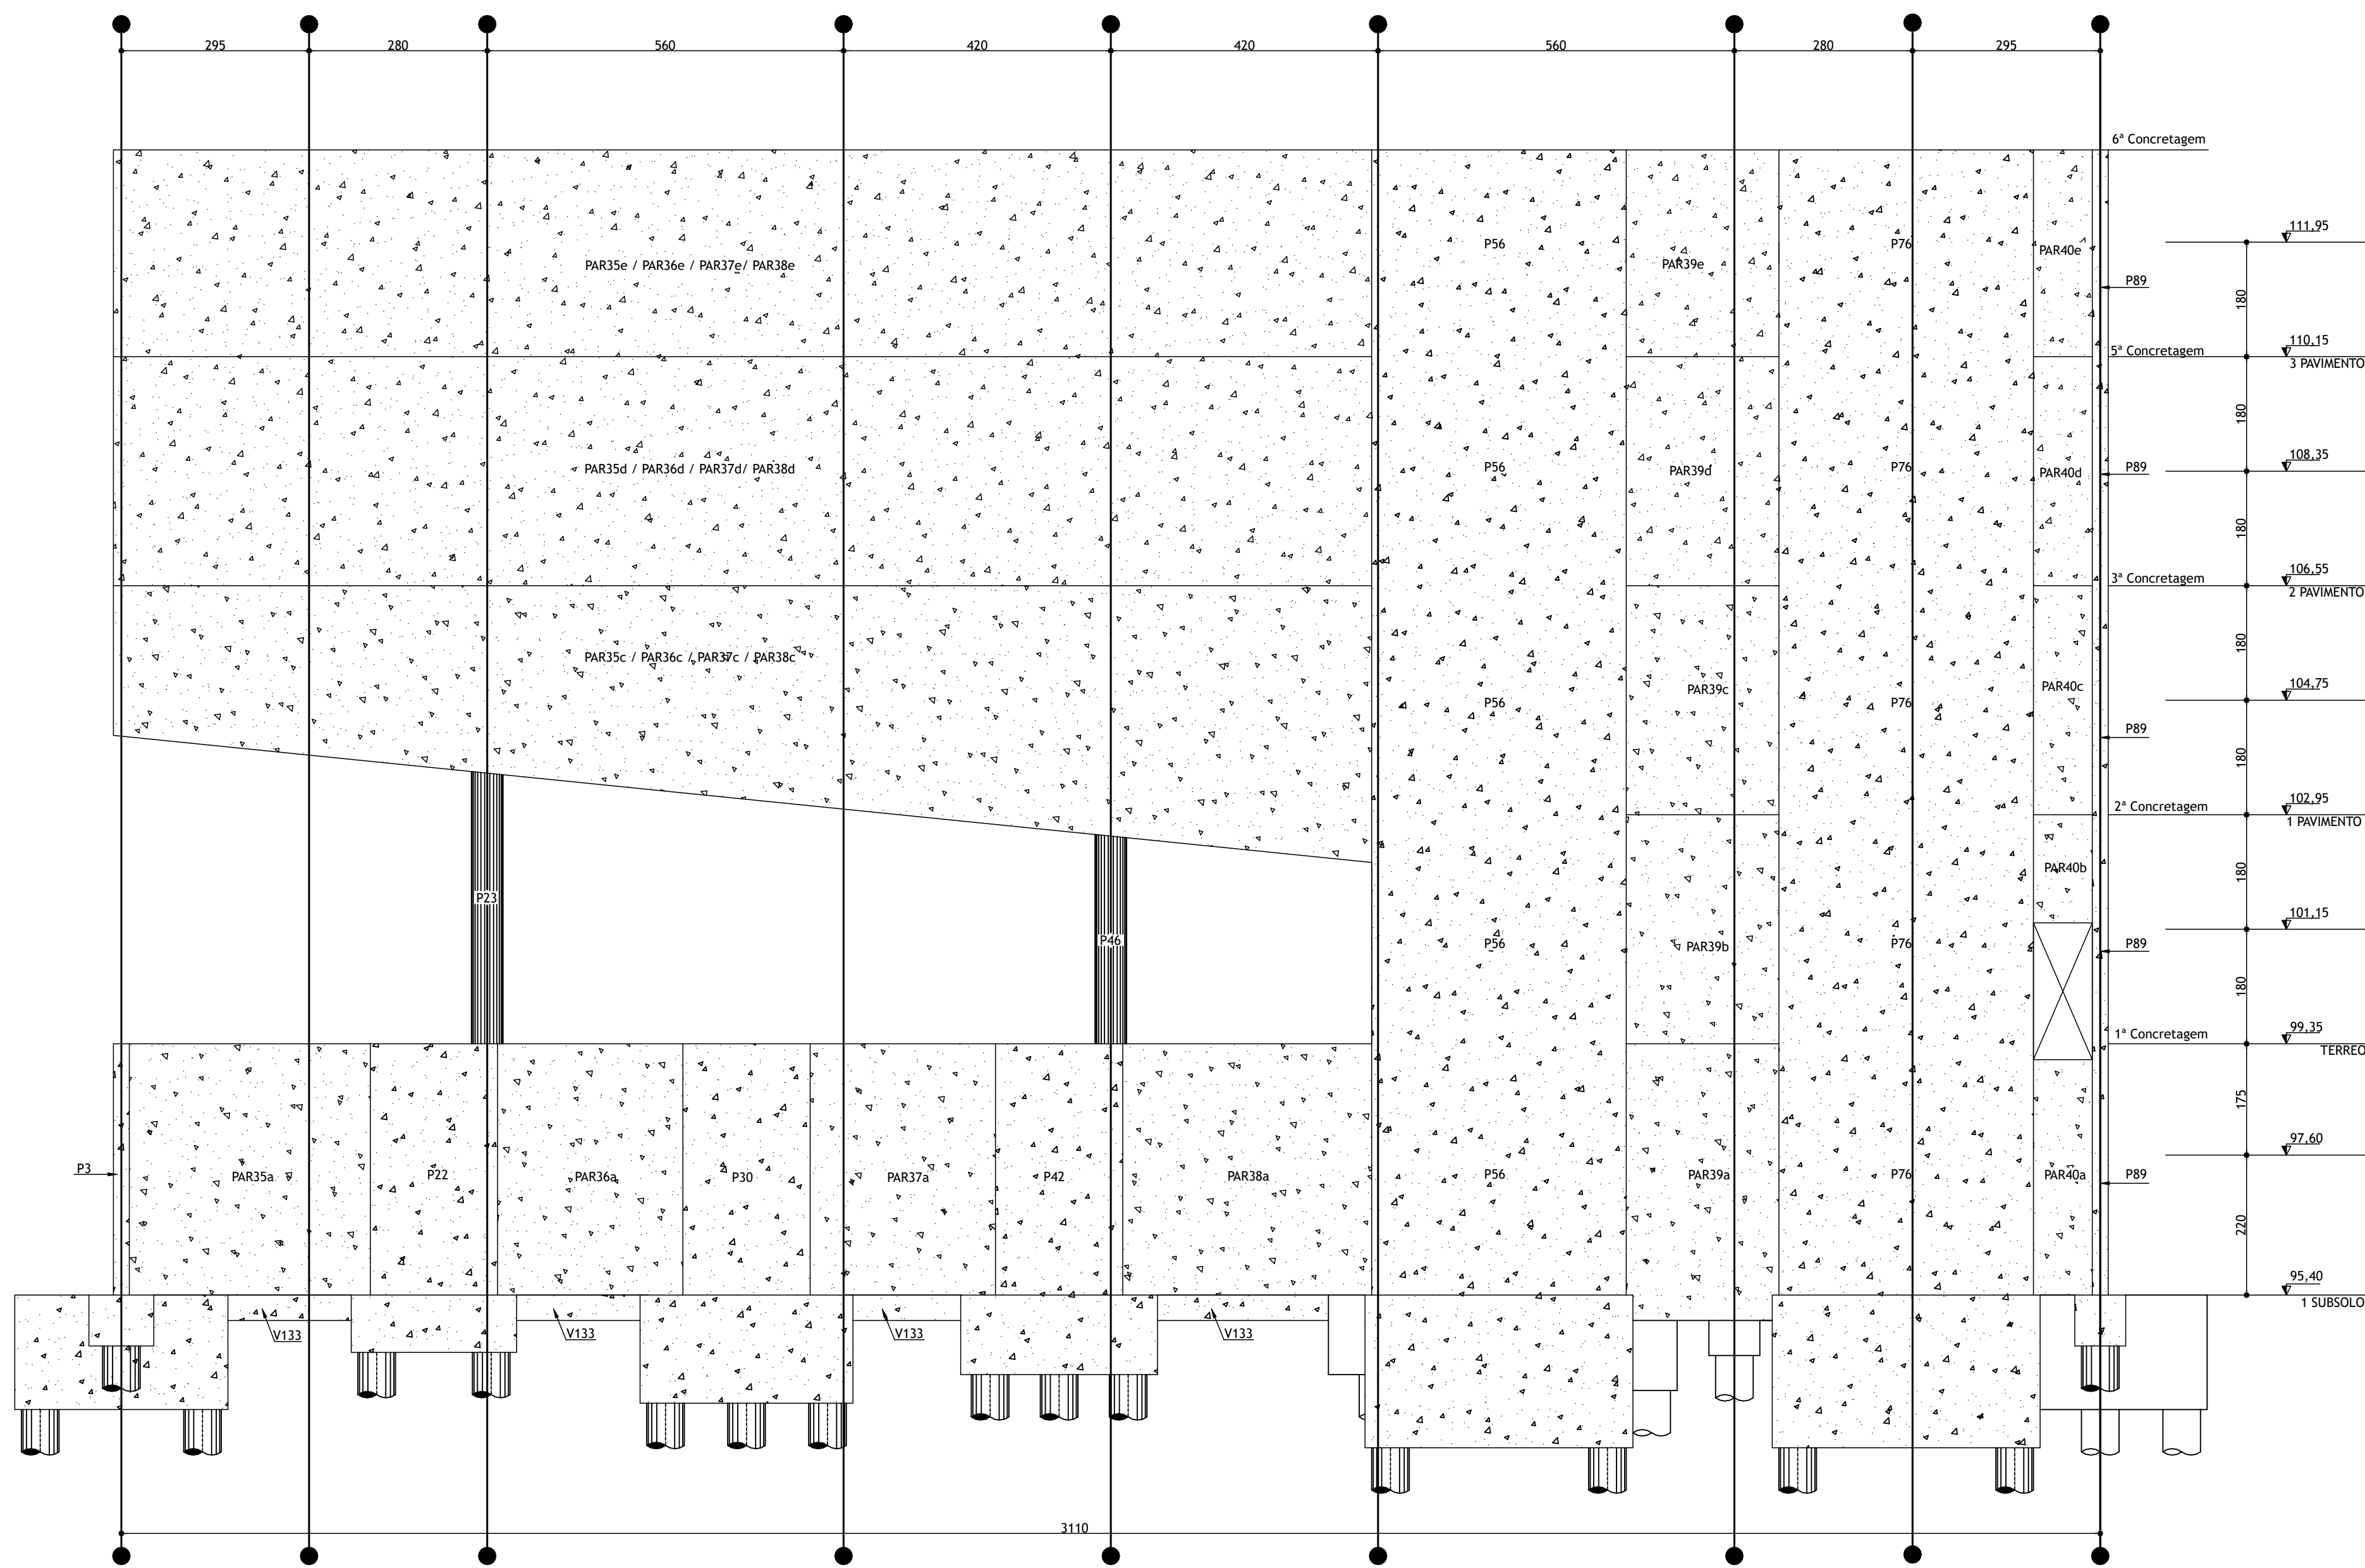 295 280 560 420 420 560 280 295
6ª Concretagem
111,95
P56 P76 PAR40e
PAR35e / PAR36e / PAR37e/ PAR38e PAR39e
P89
180
110,15
5ª Concretagem
3 PAVIMENTO
180
108,35
PAR35d / PAR36d / PAR37d/ PAR38d P56 PAR39d P76 PAR40d P89
180
106,55
3ª Concretagem
2 PAVIMENTO
180
PAR35c / PAR36c / PAR37c / PAR38c
PAR39c PAR40c
104,75
P56 P76
P89
180
102,95
2ª Concretagem
1 PAVIMENTO
PAR40b
180
P23
101,15
P46 P56 PAR39b P76 P89
180
99,35
1ª Concretagem
TERREO
175
97,60
P3 PAR35a P22 PAR36a P30 PAR37a P42 PAR38a P56 PAR39a P76 PAR40a P89
220
95,40
1 SUBSOLO
V133 V133 V133 V133
3110